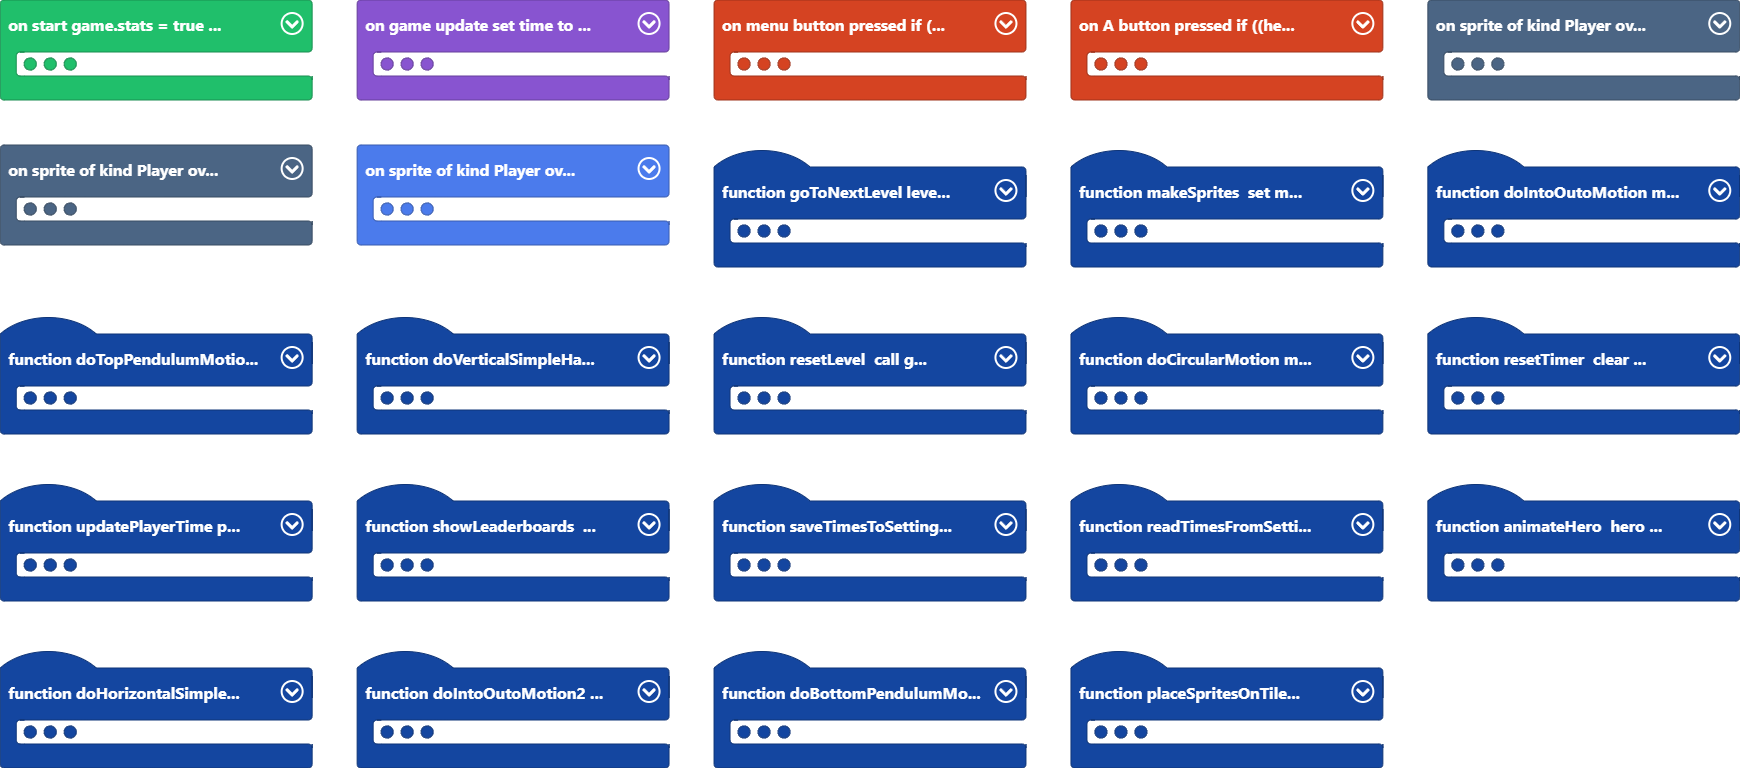 on start game.stats = true ...
on game update set time to ...
on menu button pressed if (...
on A button pressed if ((he...
on sprite of kind Player ov...
on sprite of kind Player ov...
on sprite of kind Player ov...
function goToNextLevel leve...
function makeSprites  set m...
function doIntoOutoMotion m...
function doTopPendulumMotio...
function doVerticalSimpleHa...
function resetLevel  call g...
function doCircularMotion m...
function resetTimer  clear ...
function updatePlayerTime p...
function showLeaderboards  ...
function saveTimesToSetting...
function readTimesFromSetti...
function animateHero  hero ...
function doHorizontalSimple...
function doIntoOutoMotion2 ...
function doBottomPendulumMo...
function placeSpritesOnTile...